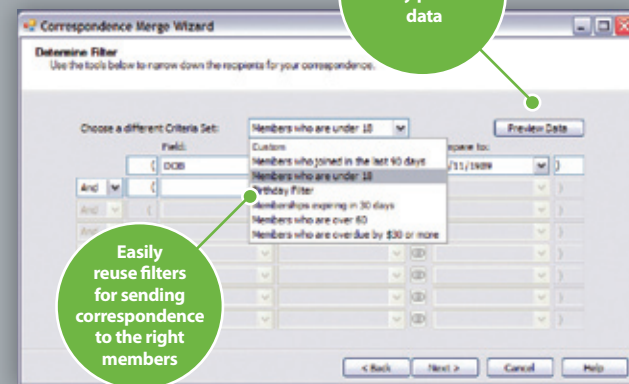 data
Correspondence Merge Wizard
Determine Filter
Use the tools below to narrow down the recipients for your correspondence.
Choose a different Criteria Set: Members who are under 18 Preview Data
Field:
Custom
( DOB Members who joined in the last 90 days /11/1989 )
Members who are under 18
And ( Birthday Filter )
And ( Memberships expiring in 30 days )
And Members who are over 60 )
Members who are overdue by $30 or more
Easily
reuse filters
for sending
correspondence
to the right
members
< Back Next > Cancel Help